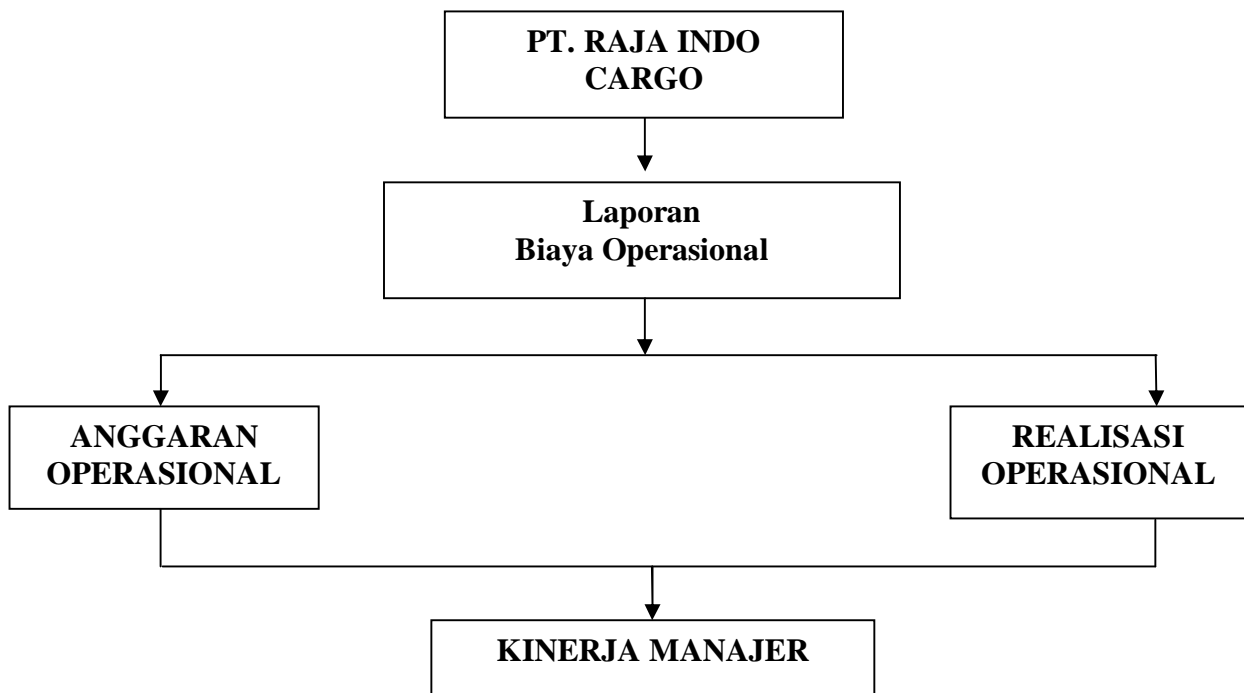 PT. RAJA INDO
CARGO
Laporan
Biaya Operasional
ANGGARAN
OPERASIONAL
REALISASI
OPERASIONAL
KINERJA MANAJER